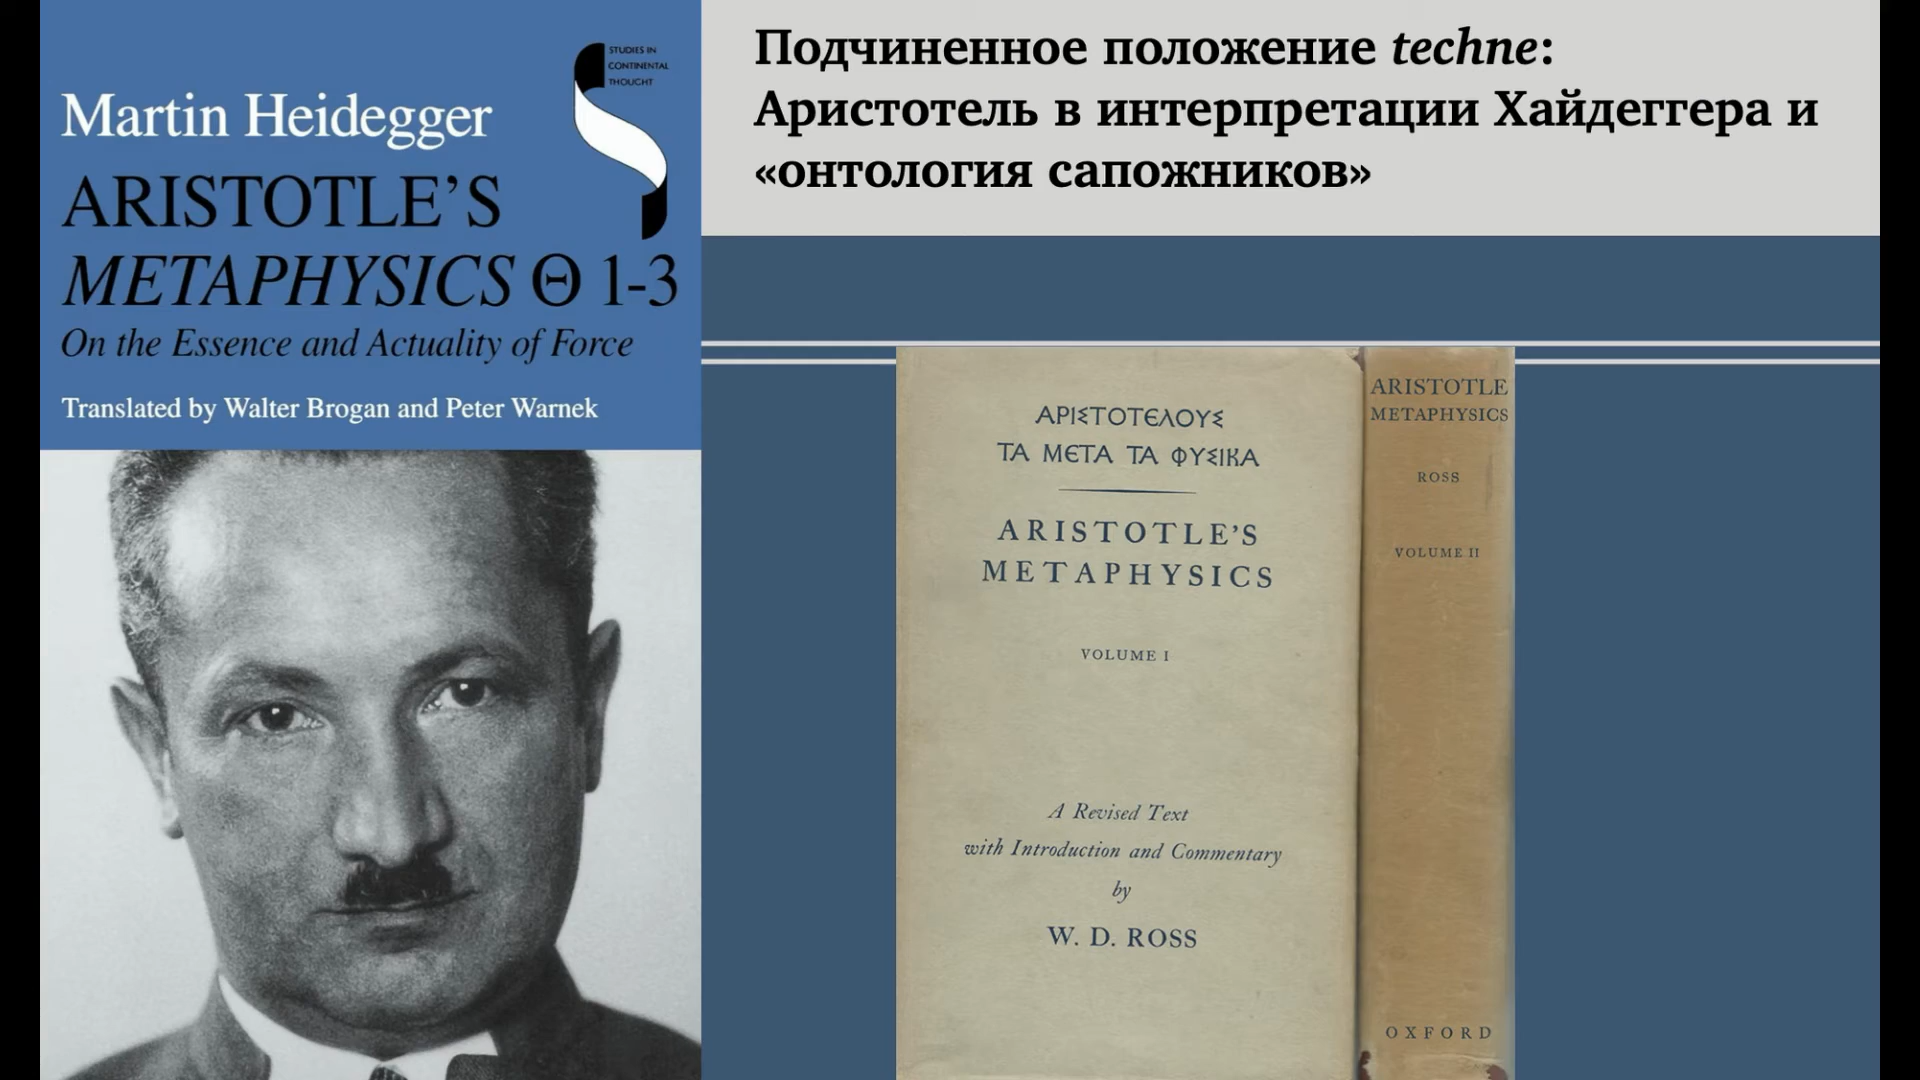 STUDIES IN
CONTINENTAL
THOUGHT
Martin Heidegger
ARISTOTLE'S
METAPHYSICS Θ 1-3
On the Essence and Actuality of Force
Translated by Walter Brogan and Peter Warnek
Подчиненное положение techne:
Аристотель в интерпретации Хайдеггера и
«онтология сапожников»
ΑΡΙΣΤΟΤΕΛΟΥΣ
ΤΑ ΜΕΤΑ ΤΑ ΦΥΣΙΚΑ
ARISTOTLE'S
METAPHYSICS
VOLUME I
A Revised Text
with Introduction and Commentary
by
W. D. ROSS
ARISTOTLE
METAPHYSICS
ROSS
VOLUME II
OXFORD